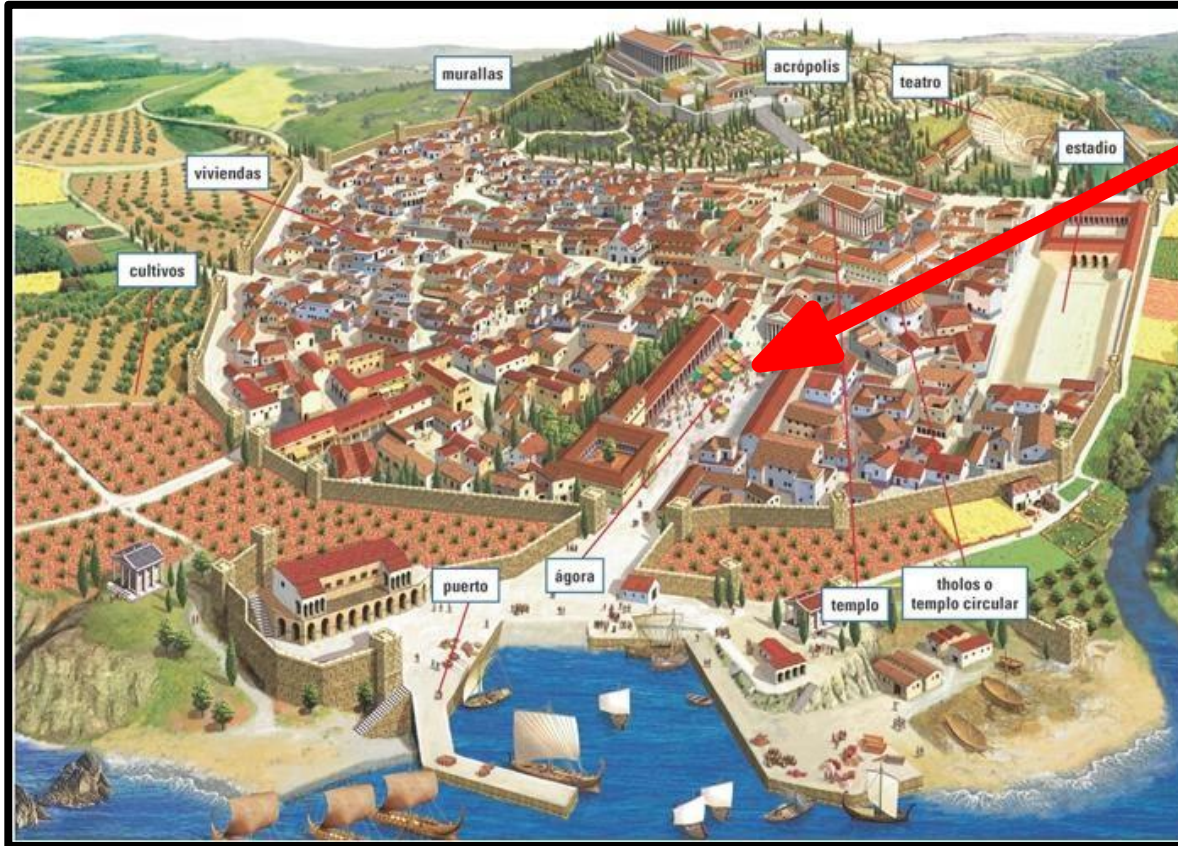 murallas
acrópolis
teatro
estadio
viviendas
cultivos
puerto
ágora
templo
tholos o
templo circular